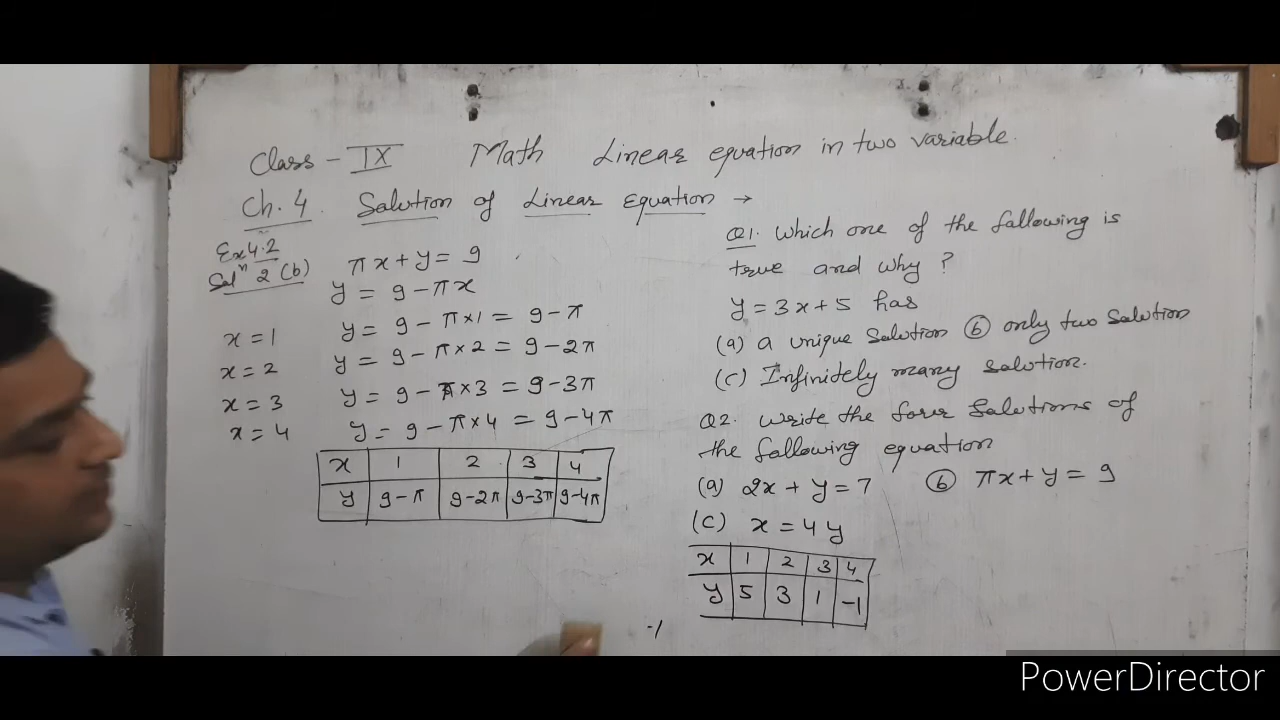 Class - IX Math Linear equation in two variable.
Ch. 4 Solution of Linear Equation →
Ex 4.2
Solⁿ 2 (b)
πx + y = 9
y = 9 - πx
x = 1 y = 9 - π×1 = 9 - π
x = 2 y = 9 - π×2 = 9 - 2π
x = 3 y = 9 - π×3 = 9 - 3π
x = 4 y = 9 - π×4 = 9 - 4π
x 1 2 3 4
y 9-π 9-2π 9-3π 9-4π
Q1. Which one of the following is
true and why ?
y = 3x + 5 has
(a) a unique solution (b) only two solution
(c) Infinitely many solution.
Q2. Write the four solutions of
the following equation
(a) 2x + y = 7 (b) πx + y = 9
(c) x = 4y
x 1 2 3 4
y 5 3 1 -1
PowerDirector